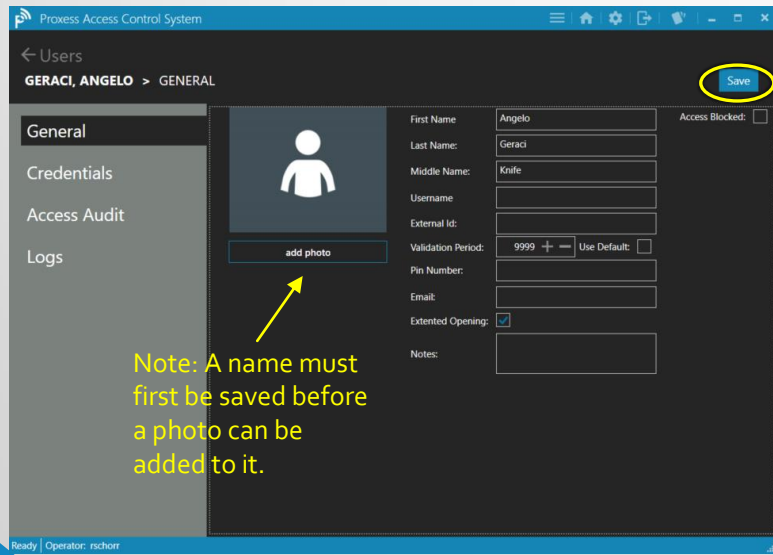 Proxess Access Control System
Users
GERACI, ANGELO > GENERAL
Save
General
Credentials
Access Audit
Logs
add photo
First Name Angelo
Last Name: Geraci
Middle Name: Knife
Username
External Id:
Validation Period: 9999 Use Default:
Pin Number:
Email:
Extented Opening:
Notes:
Access Blocked:
Note: A name must
first be saved before
a photo can be
added to it.
Ready Operator: rschorr